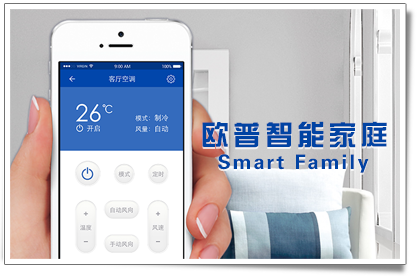 9:00 AM
100%
客厅空调
26℃
开启
模式: 制冷
风量: 自动
模式
定时
自动风向
+
温度
−
+
风速
−
手动风向
欧普智能家庭
Smart Family